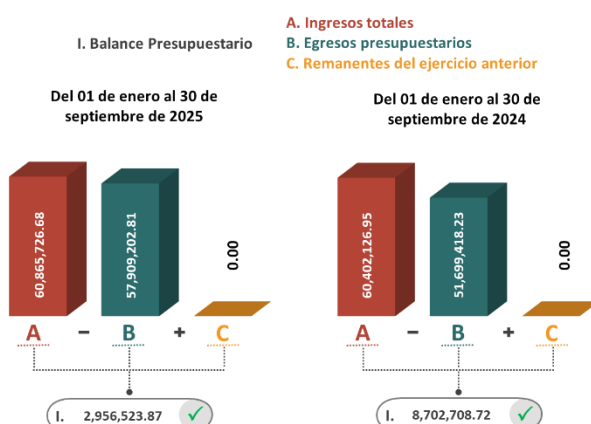 I. Balance Presupuestario
A. Ingresos totales
B. Egresos presupuestarios
C. Remanentes del ejercicio anterior
Del 01 de enero al 30 de
septiembre de 2025
60,865,726.68
57,909,202.81
0.00
A − B + C
I. 2,956,523.87
Del 01 de enero al 30 de
septiembre de 2024
60,402,126.95
51,699,418.23
0.00
A − B + C
I. 8,702,708.72